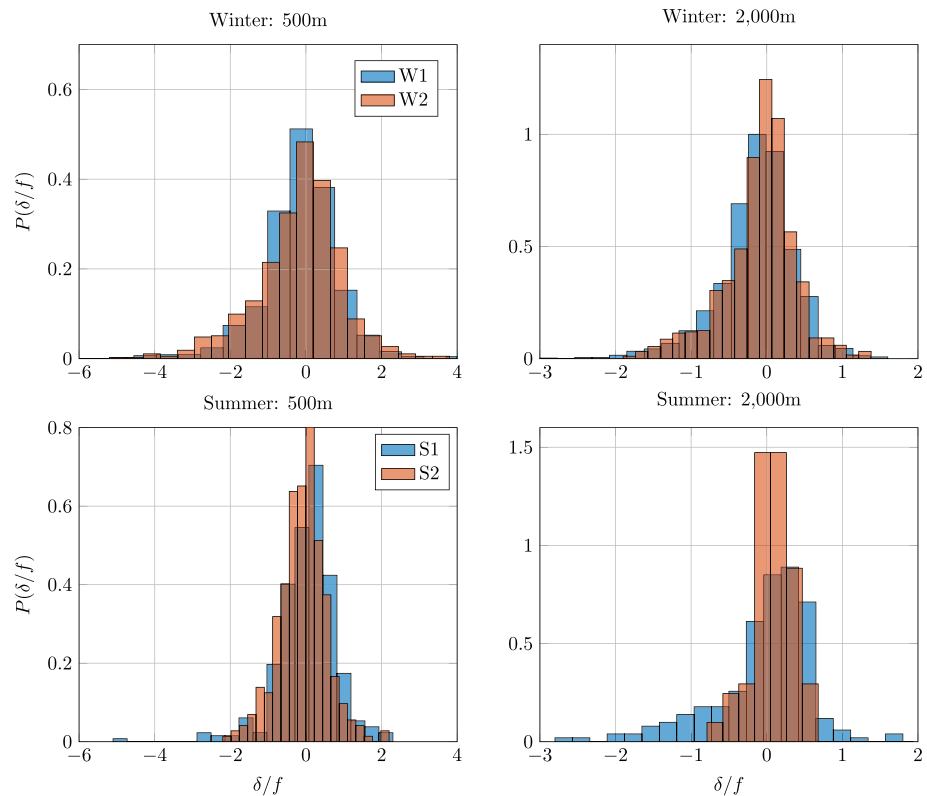 Winter: 500m
Winter: 2,000m
P(δ/f)
0 0.2 0.4 0.6
−6 −4 −2 0 2 4
W1
W2
0 0.5 1
−3 −2 −1 0 1 2
Summer: 500m
Summer: 2,000m
P(δ/f)
0 0.2 0.4 0.6 0.8
−6 −4 −2 0 2 4
δ/f
S1
S2
0 0.5 1 1.5
−3 −2 −1 0 1 2
δ/f